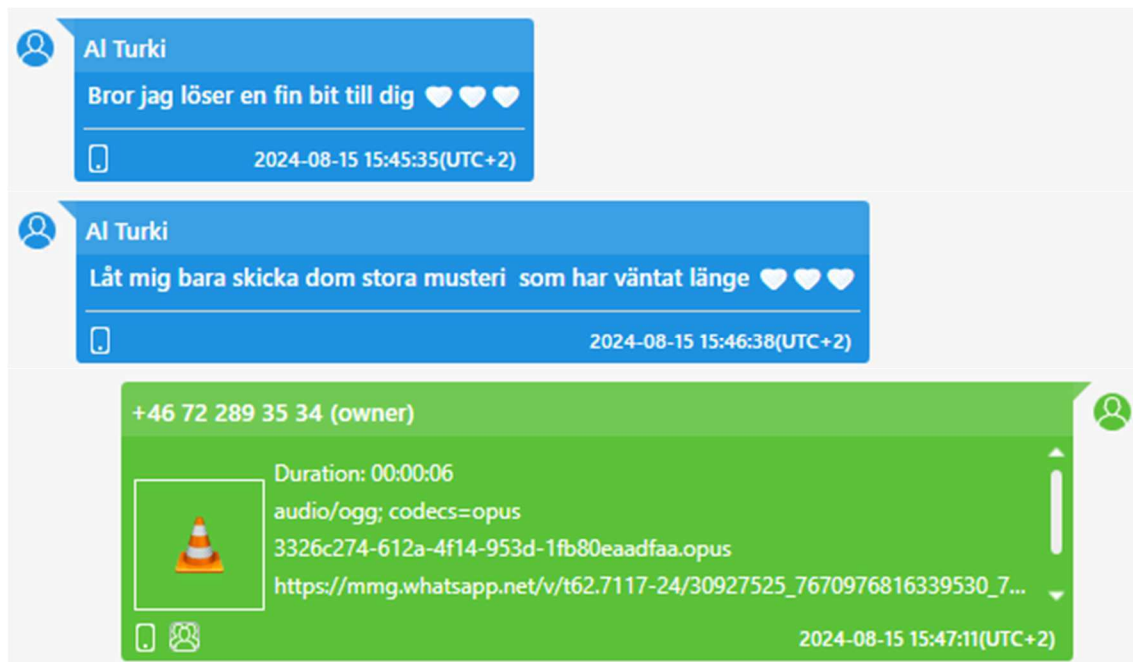 Al Turki
Bror jag löser en fin bit till dig 🤍🤍🤍
2024-08-15 15:45:35(UTC+2)
Al Turki
Låt mig bara skicka dom stora musteri  som har väntat länge 🤍🤍🤍
2024-08-15 15:46:38(UTC+2)
+46 72 289 35 34 (owner)
Duration: 00:00:06
audio/ogg; codecs=opus
3326c274-612a-4f14-953d-1fb80eaadfaa.opus
https://mmg.whatsapp.net/v/t62.7117-24/30927525_7670976816339530_7...
2024-08-15 15:47:11(UTC+2)